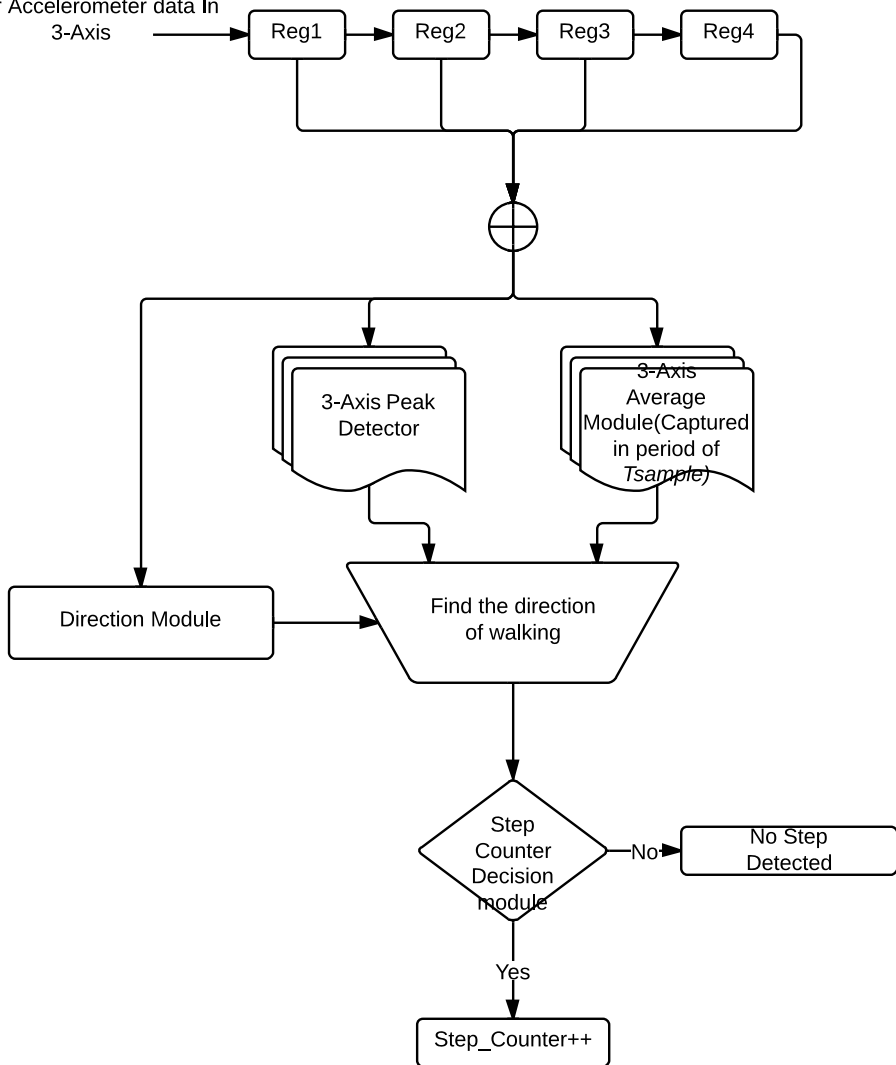 Accelerometer data In
3-Axis
Reg1
Reg2
Reg3
Reg4
3-Axis Peak
Detector
3-Axis
Average
Module(Captured
in period of
Tsample)
Direction Module
Find the direction
of walking
Step
Counter
Decision
module
No
No Step
Detected
Yes
Step_Counter++